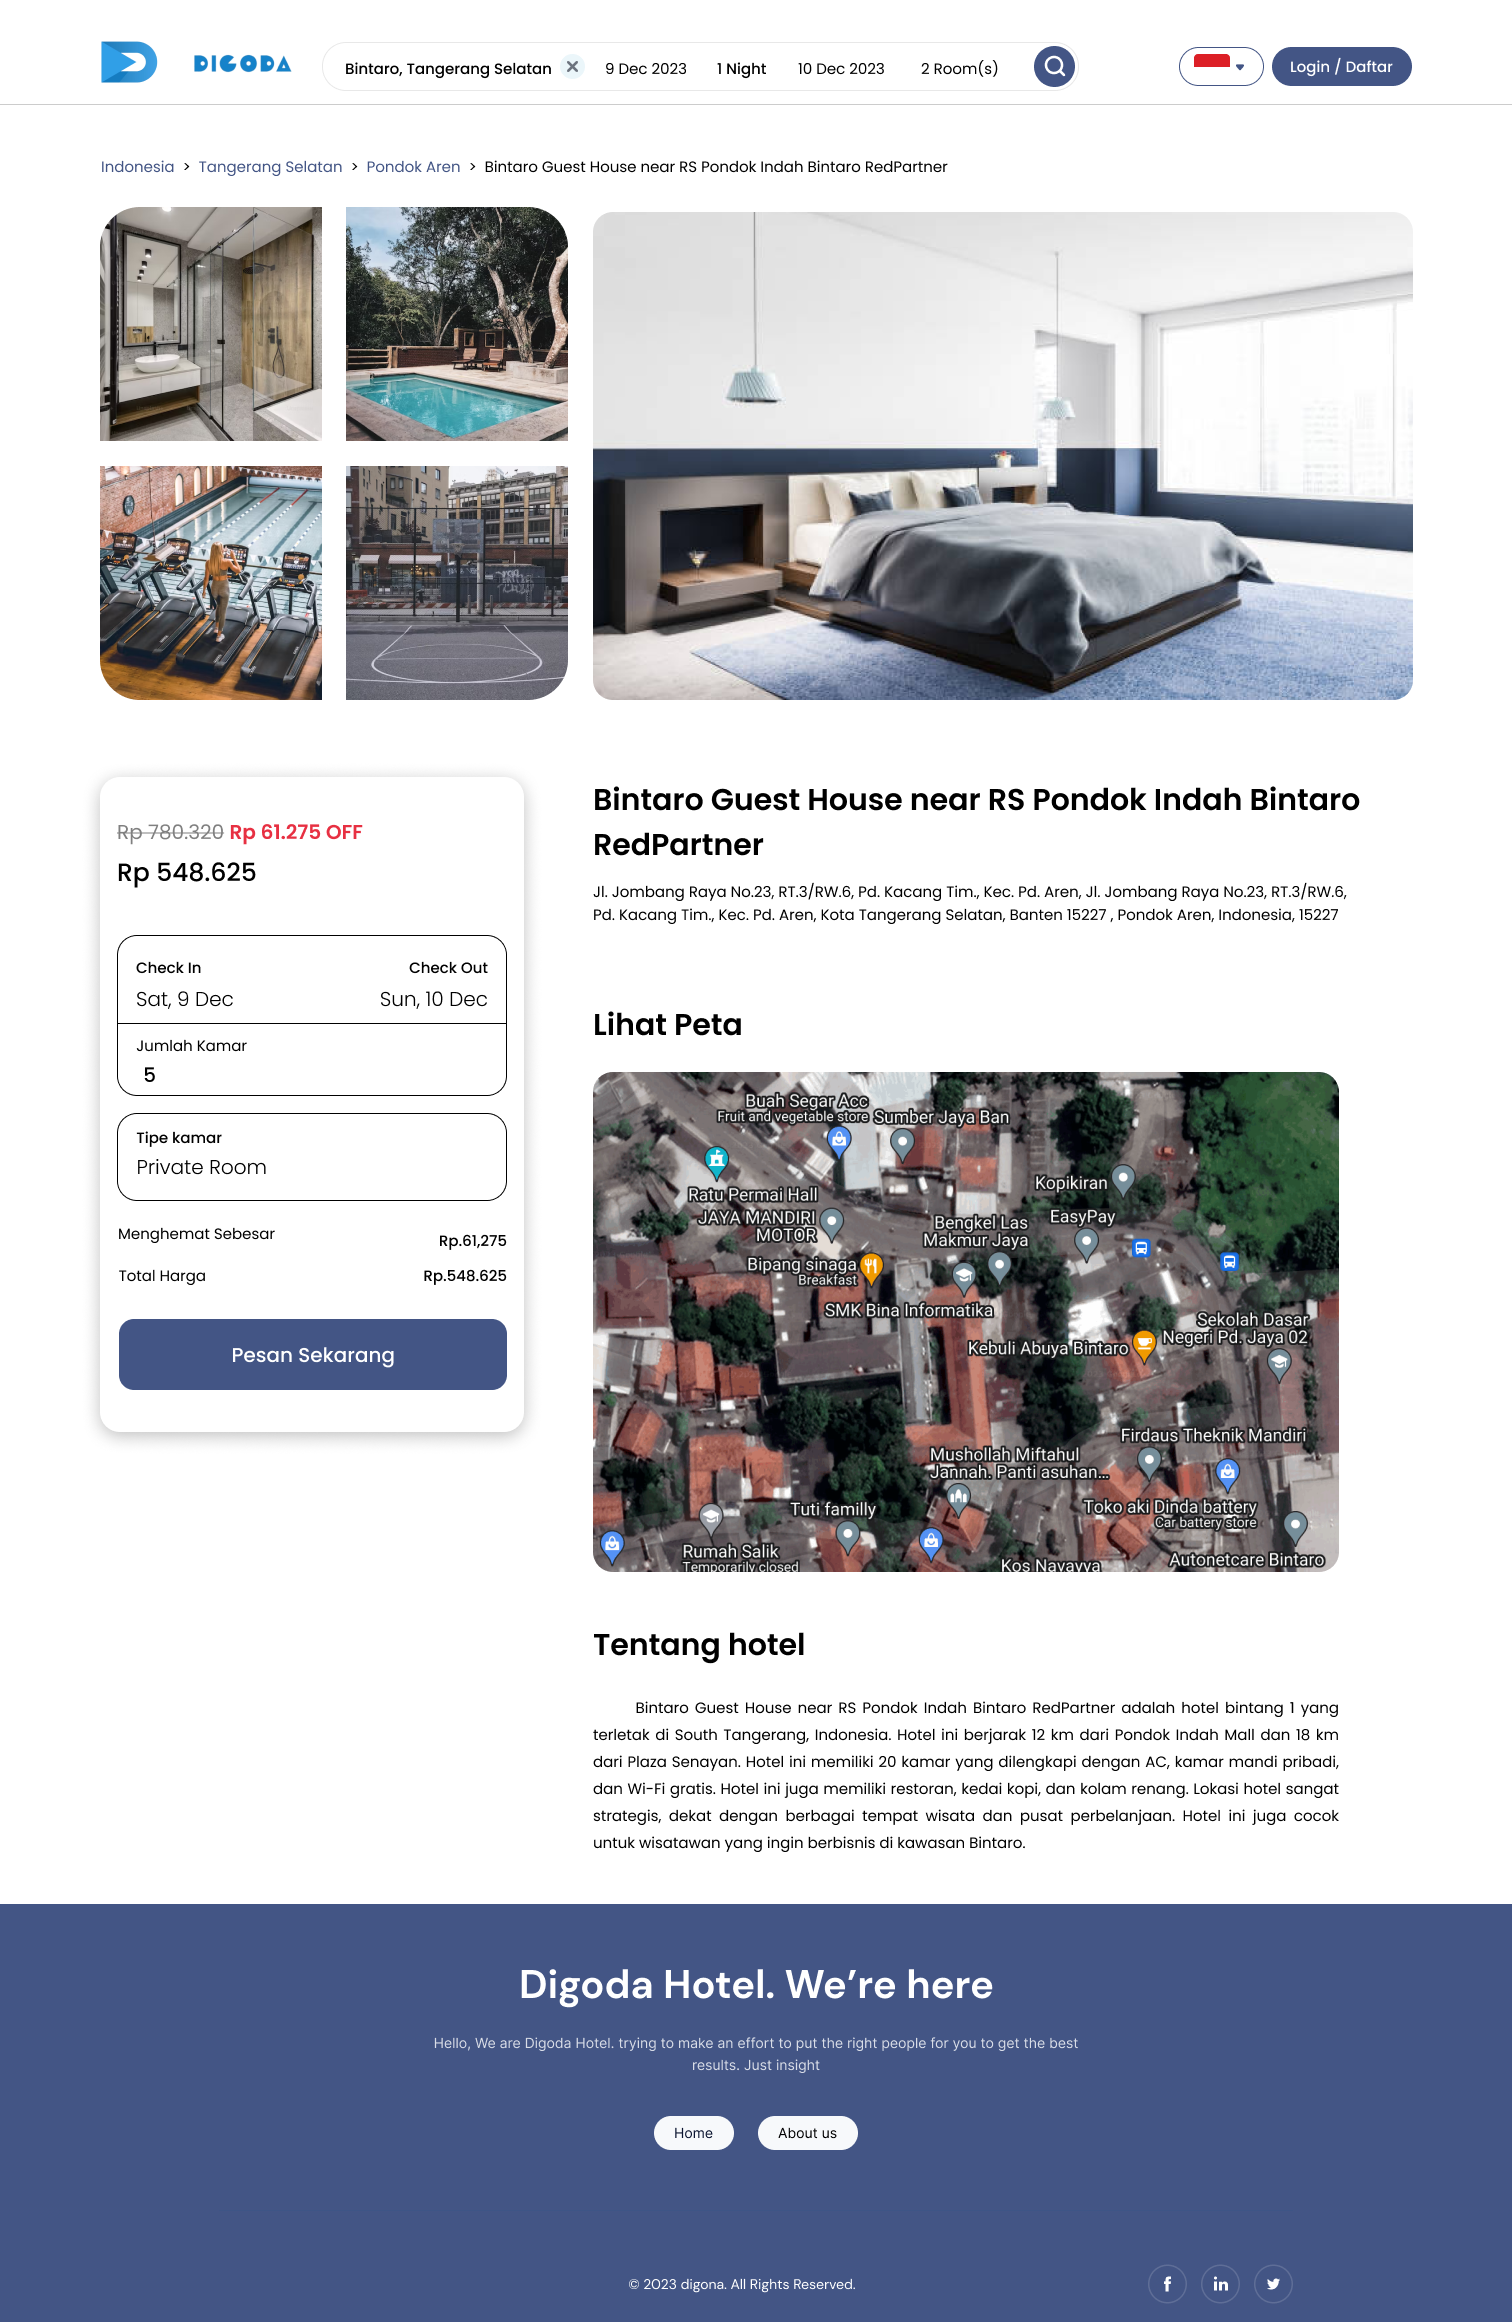 DIGODA
Bintaro, Tangerang Selatan
9 Dec 2023
1 Night
10 Dec 2023
2 Room(s)
Login / Daftar
Indonesia > Tangerang Selatan > Pondok Aren > Bintaro Guest House near RS Pondok Indah Bintaro RedPartner
Rp 780.320 Rp 61.275 OFF
Rp 548.625
Check In
Check Out
Sat, 9 Dec
Sun, 10 Dec
Jumlah Kamar
5
Tipe kamar
Private Room
Menghemat Sebesar
Rp.61,275
Total Harga
Rp.548.625
Pesan Sekarang
Bintaro Guest House near RS Pondok Indah Bintaro
RedPartner
Jl. Jombang Raya No.23, RT.3/RW.6, Pd. Kacang Tim., Kec. Pd. Aren, Jl. Jombang Raya No.23, RT.3/RW.6,
Pd. Kacang Tim., Kec. Pd. Aren, Kota Tangerang Selatan, Banten 15227 , Pondok Aren, Indonesia, 15227
Lihat Peta
Buah Segar Acc
Fruit and vegetable store
Sumber Jaya Ban
Ratu Permai Hall
JAYA MANDIRI
MOTOR
Kopikiran
EasyPay
Bengkel Las
Makmur Jaya
Bipang sinaga
Breakfast
SMK Bina Informatika
Sekolah Dasar
Negeri Pd. Jaya 02
Kebuli Abuya Bintaro
Firdaus Theknik Mandiri
Mushollah Miftahul
Jannah. Panti asuhan...
Tuti familly
Toko aki Dinda battery
Car battery store
Rumah Salik
Temporarily closed
Kos Navavva
Autonetcare Bintaro
Tentang hotel
Bintaro Guest House near RS Pondok Indah Bintaro RedPartner adalah hotel bintang 1 yang
terletak di South Tangerang, Indonesia. Hotel ini berjarak 12 km dari Pondok Indah Mall dan 18 km
dari Plaza Senayan. Hotel ini memiliki 20 kamar yang dilengkapi dengan AC, kamar mandi pribadi,
dan Wi-Fi gratis. Hotel ini juga memiliki restoran, kedai kopi, dan kolam renang. Lokasi hotel sangat
strategis, dekat dengan berbagai tempat wisata dan pusat perbelanjaan. Hotel ini juga cocok
untuk wisatawan yang ingin berbisnis di kawasan Bintaro.
Digoda Hotel. We’re here
Hello, We are Digoda Hotel. trying to make an effort to put the right people for you to get the best
results. Just insight
Home
About us
© 2023 digona. All Rights Reserved.